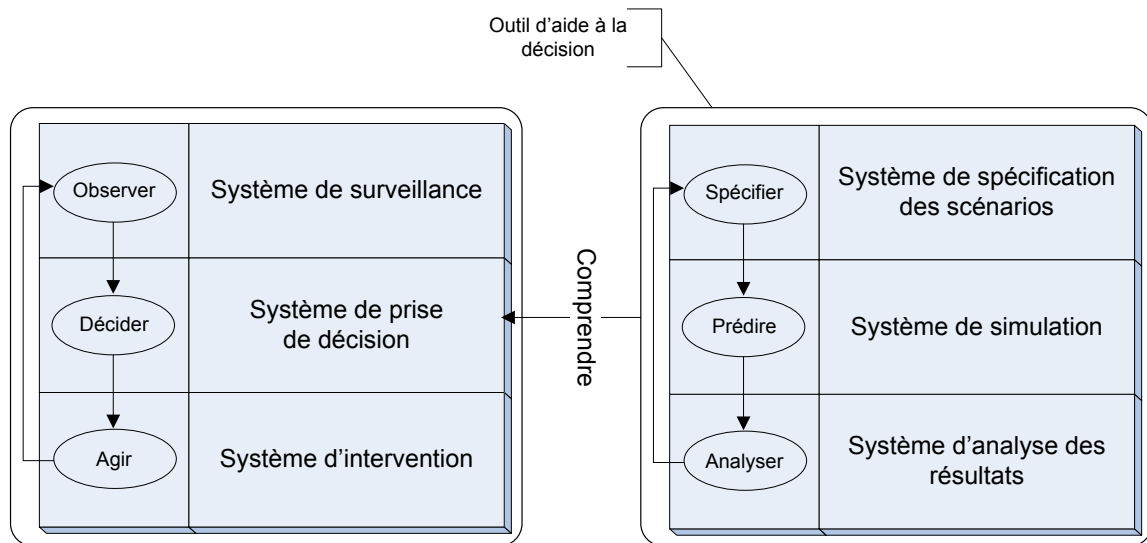 Outil d'aide à la
décision
Observer
Système de surveillance
Décider
Système de prise
de décision
Agir
Système d'intervention
Comprendre
Spécifier
Système de spécification
des scénarios
Prédire
Système de simulation
Analyser
Système d'analyse des
résultats